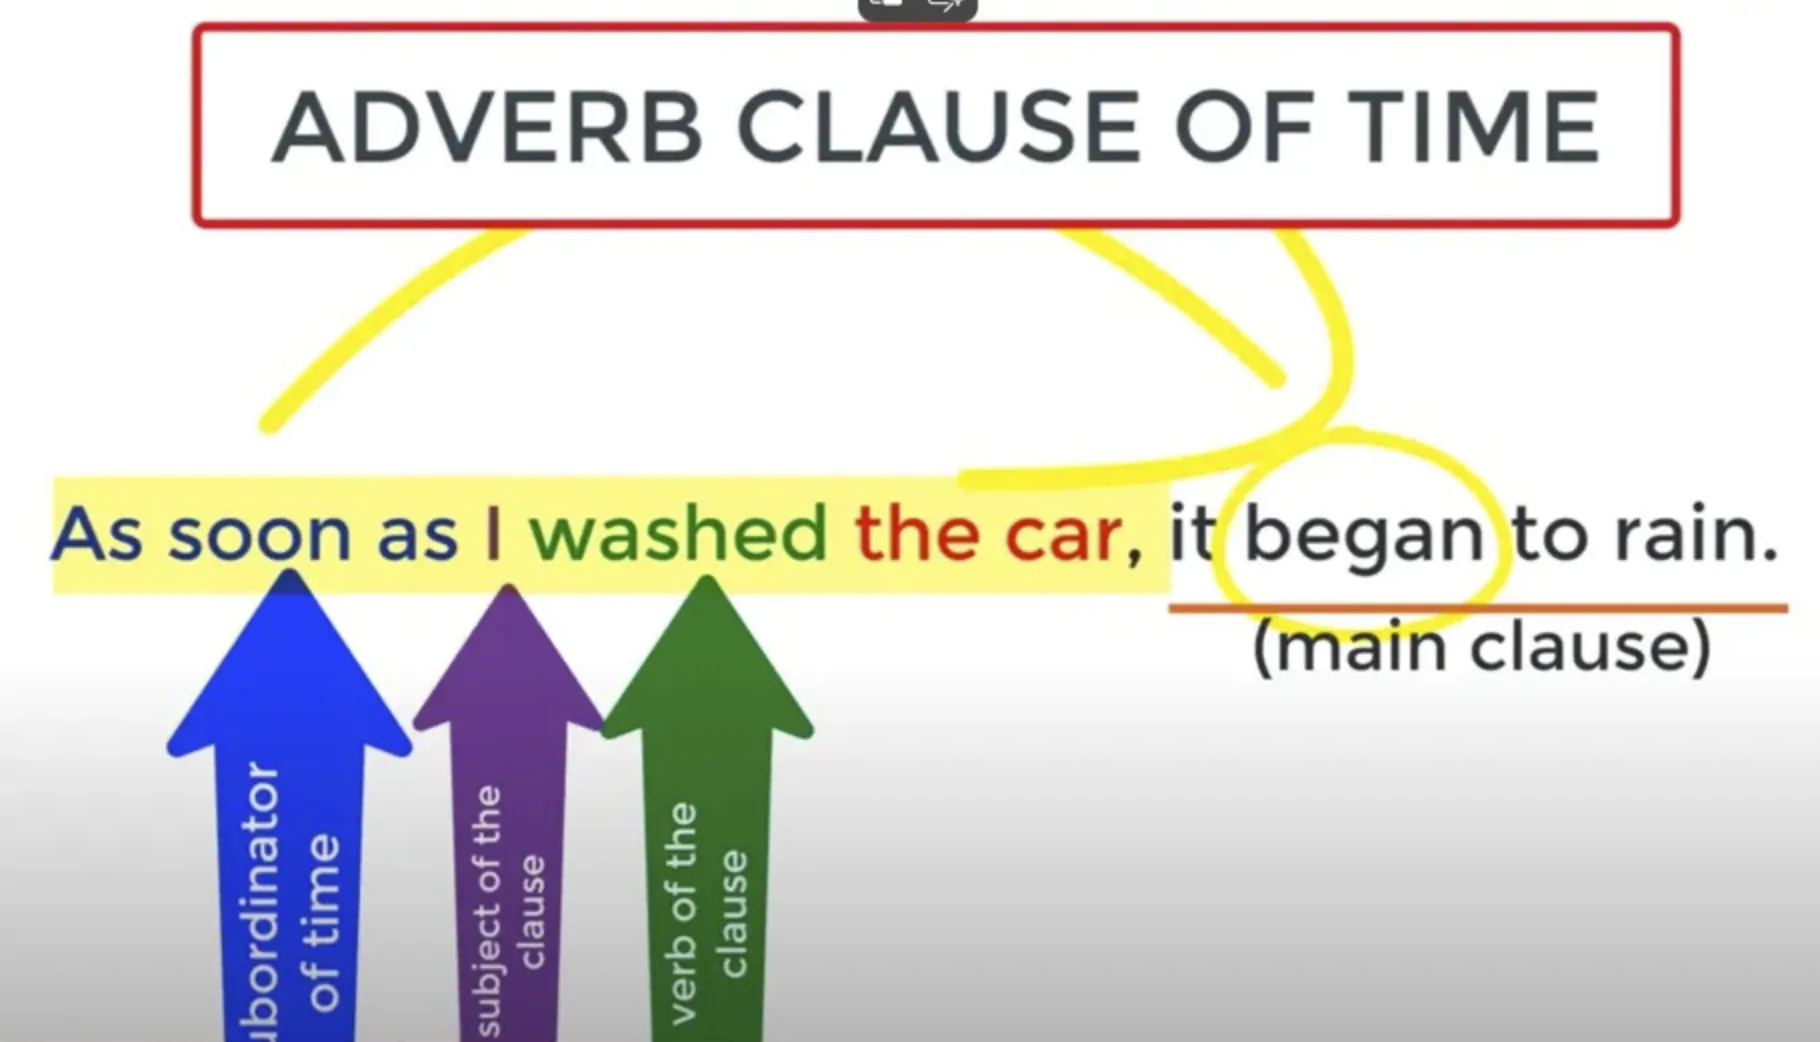 ADVERB CLAUSE OF TIME
As soon as I washed the car, it began to rain.
(main clause)
ubordinator
of time
subject of the
clause
verb of the
clause